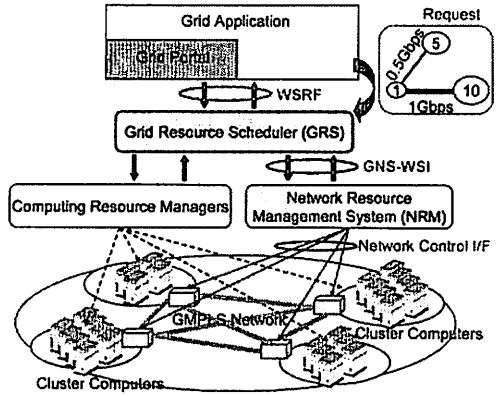 Grid Application
Request
Grid Portal
0.5Gbps
5
1
10
1Gbps
WSRF
Grid Resource Scheduler (GRS)
GNS-WSI
Computing Resource Managers
Network Resource
Management System (NRM)
Network Control I/F
GMPLS Network
Cluster Computers
Cluster Computers